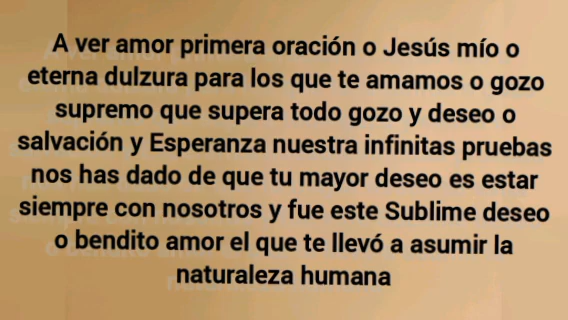 A ver amor primera oración o Jesús mío o
eterna dulzura para los que te amamos o gozo
supremo que supera todo gozo y deseo o
salvación y Esperanza nuestra infinitas pruebas
nos has dado de que tu mayor deseo es estar
siempre con nosotros y fue este Sublime deseo
o bendito amor el que te llevó a asumir la
naturaleza humana